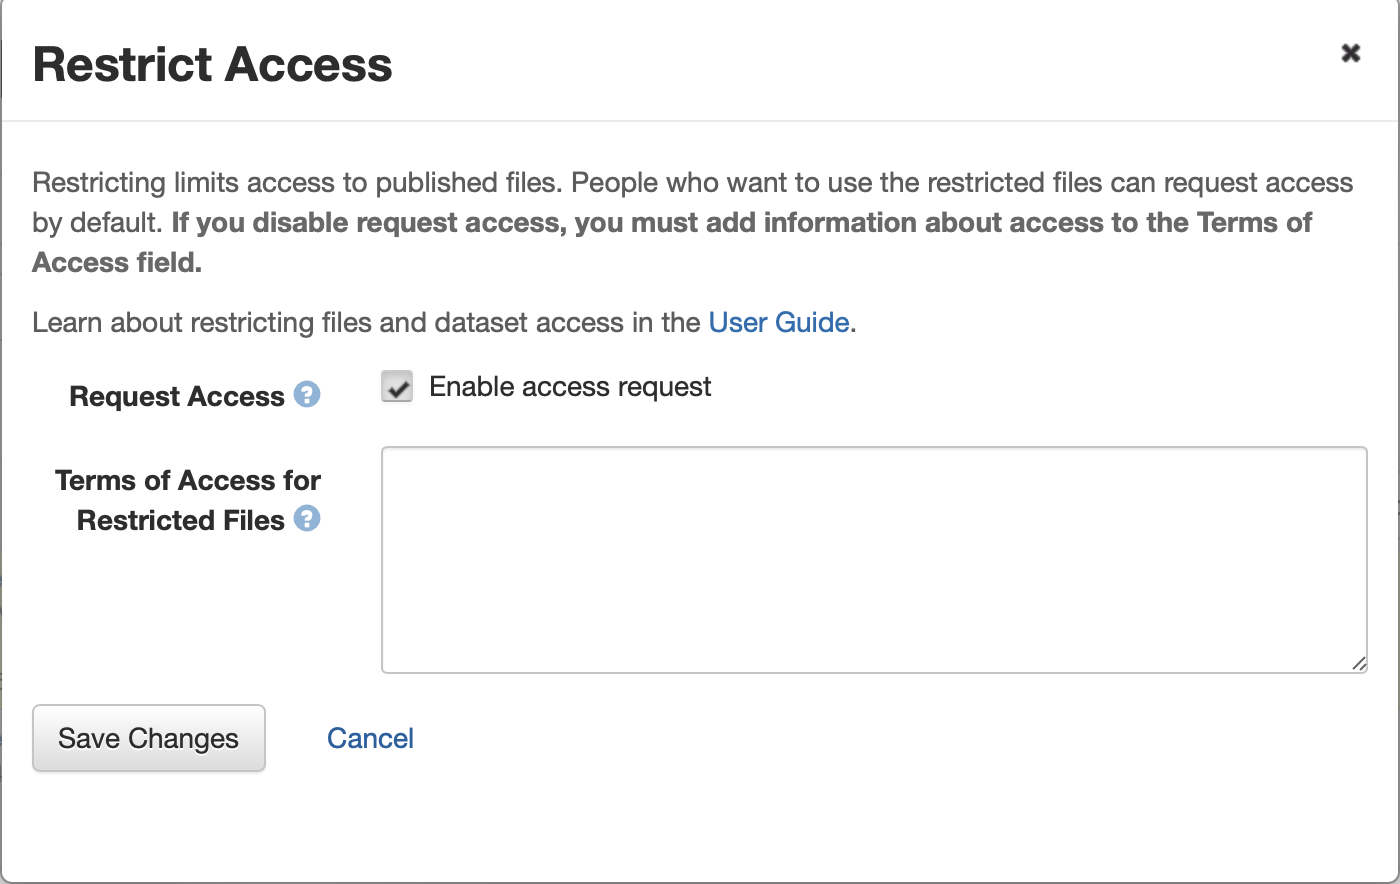 Restrict Access
Restricting limits access to published files. People who want to use the restricted files can request access
by default. If you disable request access, you must add information about access to the Terms of
Access field.
Learn about restricting files and dataset access in the User Guide.
Request Access ?
Enable access request
Terms of Access for
Restricted Files ?
Save Changes
Cancel